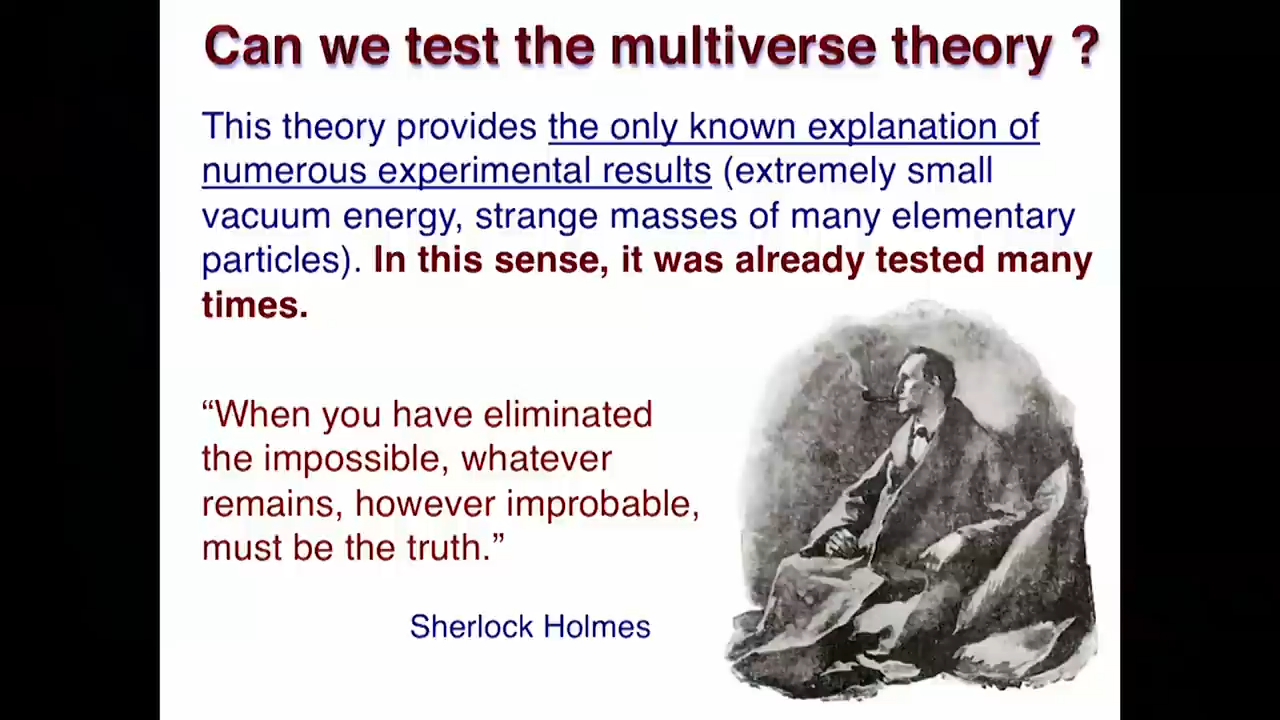 Can we test the multiverse theory ?
This theory provides the only known explanation of
numerous experimental results (extremely small
vacuum energy, strange masses of many elementary
particles). In this sense, it was already tested many
times.
“When you have eliminated
the impossible, whatever
remains, however improbable,
must be the truth.”
Sherlock Holmes